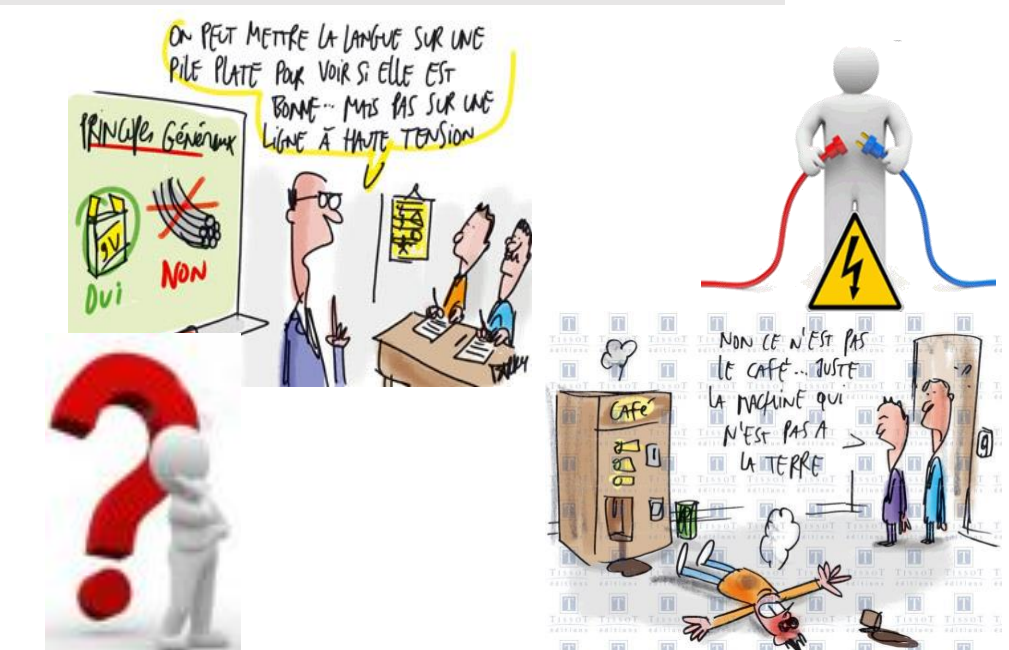 ON PEUT METTRE LA LANGUE SUR UNE
PILE PLATE POUR VOIR SI ELLE EST
BONNE... MAIS PAS SUR UNE
LIGNE À HAUTE TENSION
PRINCIPES GÉNÉRAUX
9V
OUI
NON
NON CE N'EST PAS
LE CAFÉ... JUSTE
LA MACHINE QUI
N'EST PAS A
LA TERRE
CAFÉ
TISSOT
éditions